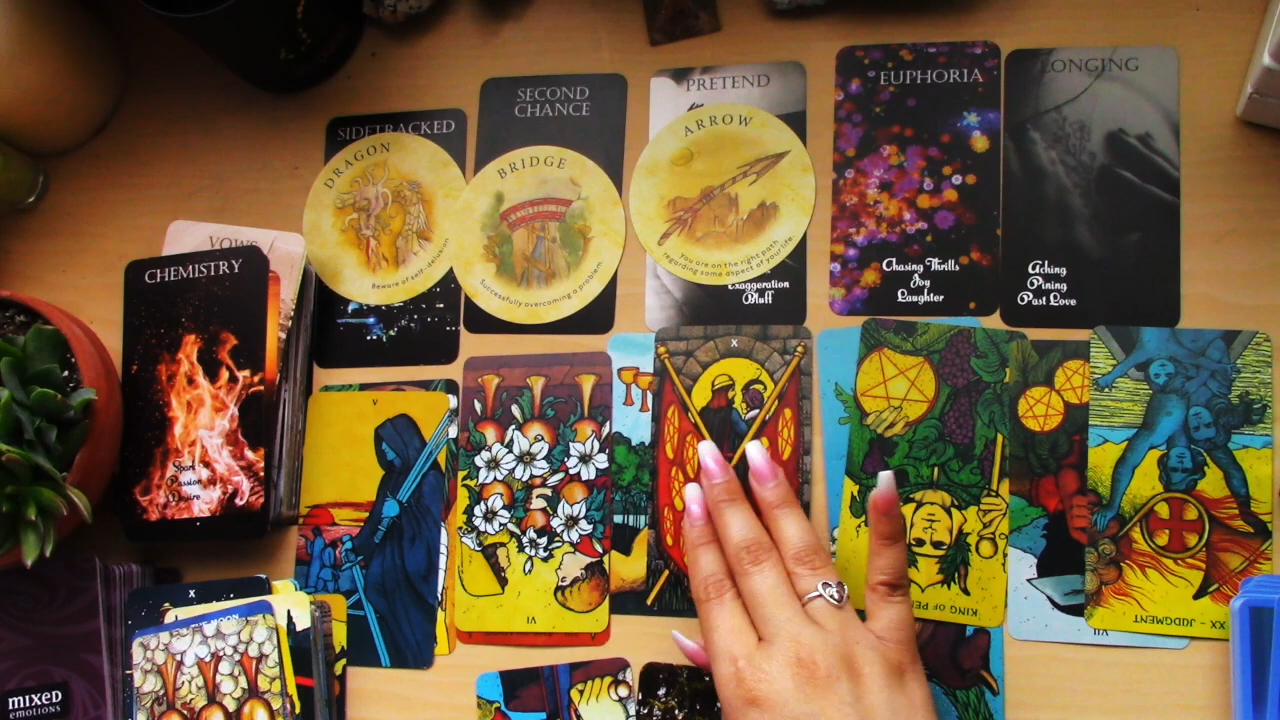 SIDETRACKED
DRAGON
Beware of self-delusion.
SECOND
CHANCE
BRIDGE
Successfully overcoming a problem.
PRETEND
ARROW
You are on the right path
regarding some aspect of your life.
Exaggeration
Bluff
EUPHORIA
Chasing Thrills
Joy
Laughter
LONGING
Aching
Pining
Past Love
VOWS
CHEMISTRY
Spark
Passion
Desire
V
VI
X
KING OF PEN
VII
XX - JUDGMENT
X
THE MOON
MIXED
emotions